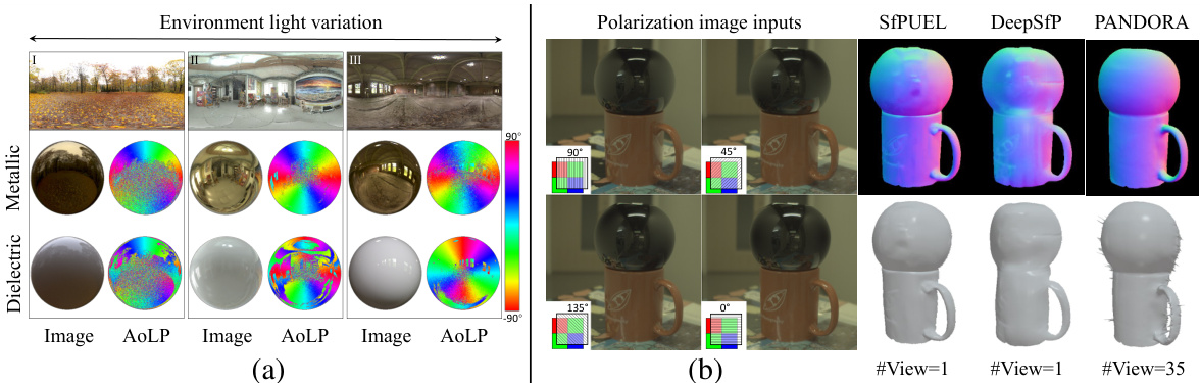 Environment light variation
I
II
III
Metallic
Dielectric
90°
-90°
Image
AoLP
Image
AoLP
Image
AoLP
(a)
Polarization image inputs
90°
45°
135°
0°
SfPUEL
DeepSfP
PANDORA
#View=1
#View=1
#View=35
(b)